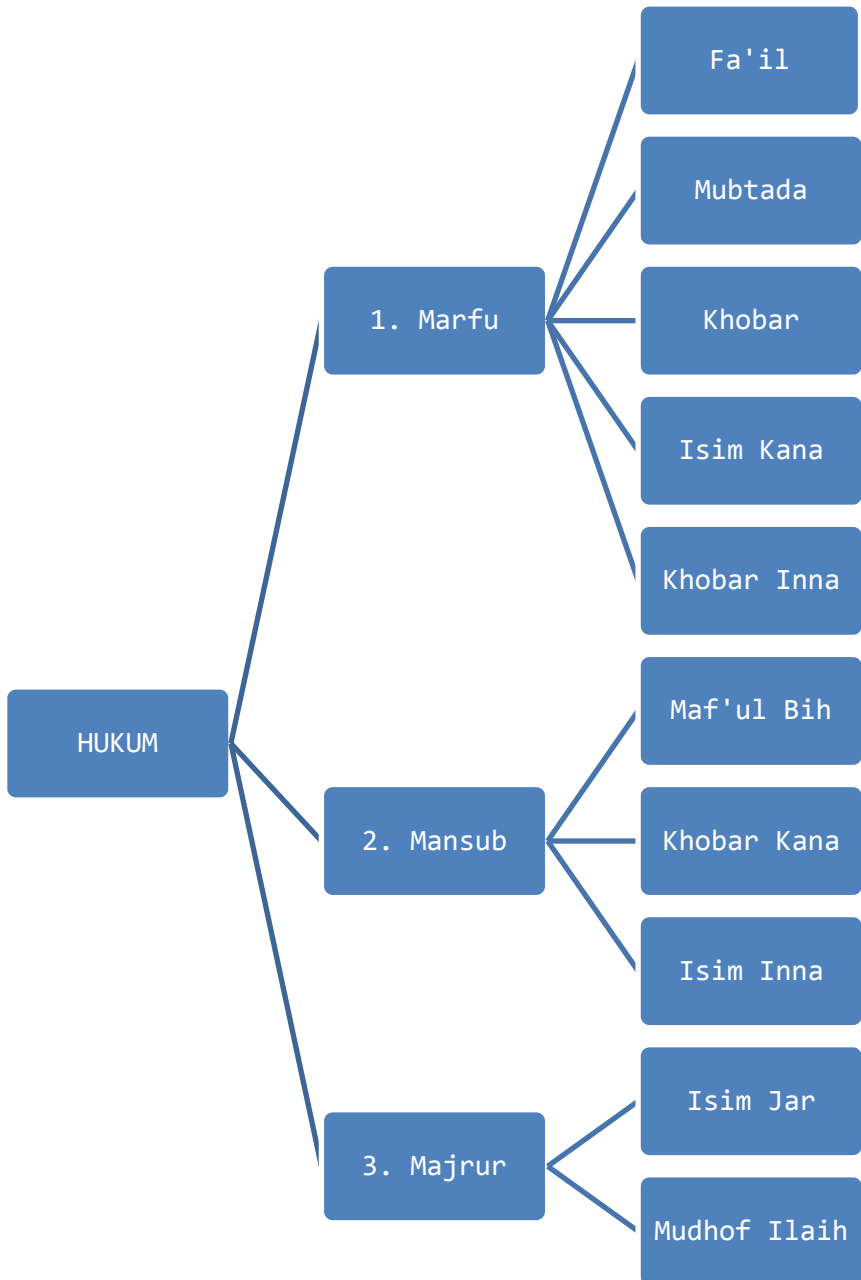 HUKUM
1. Marfu
Fa'il
Mubtada
Khobar
Isim Kana
Khobar Inna
2. Mansub
Maf'ul Bih
Khobar Kana
Isim Inna
3. Majrur
Isim Jar
Mudhof Ilaih